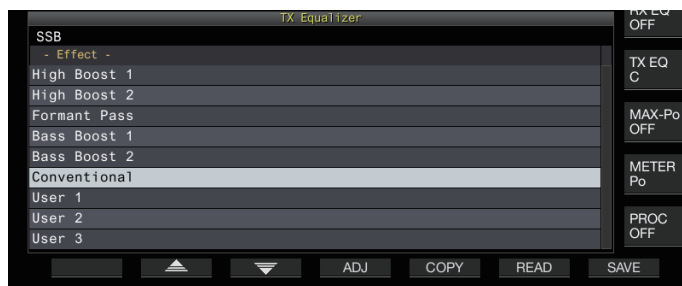 TX Equalizer
RX EQ
OFF
SSB
- Effect -
High Boost 1
High Boost 2
Formant Pass
Bass Boost 1
Bass Boost 2
Conventional
User 1
User 2
User 3
TX EQ
C
MAX-Po
OFF
METER
Po
PROC
OFF
ADJ
COPY
READ
SAVE